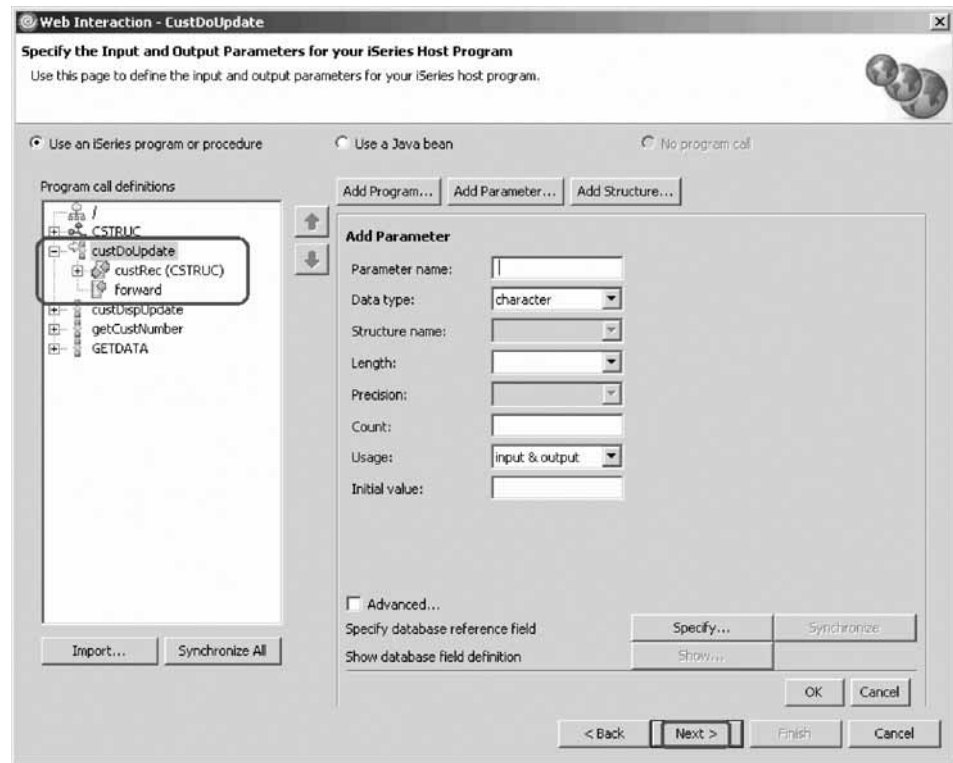 Web Interaction - CustDoUpdate
Specify the Input and Output Parameters for your iSeries Host Program
Use this page to define the input and output parameters for your iSeries host program.
Use an iSeries program or procedure
Use a Java bean
No program call
Program call definitions
/
CSTRUC
custDoUpdate
custRec (CSTRUC)
forward
custDispUpdate
getCustNumber
GETDATA
Import...
Synchronize All
Add Program...
Add Parameter...
Add Structure...
Add Parameter
Parameter name:
Data type: character
Structure name:
Length:
Precision:
Count:
Usage: input & output
Initial value:
Advanced...
Specify database reference field Specify... Synchronize
Show database field definition Show...
OK Cancel
< Back Next > Finish Cancel